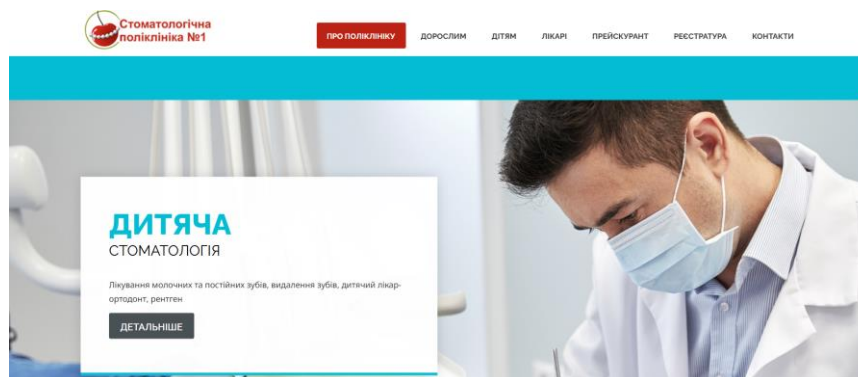 Стоматологічна
поліклініка №1
ПРО ПОЛІКЛІНІКУ ДОРОСЛИМ ДІТЯМ ЛІКАРІ ПРЕЙСКУРАНТ РЕЄСТРАТУРА КОНТАКТИ
ДИТЯЧА
СТОМАТОЛОГІЯ
Лікування молочних та постійних зубів, видалення зубів, дитячий лікар-
ортодонт, рентген
ДЕТАЛЬНІШЕ